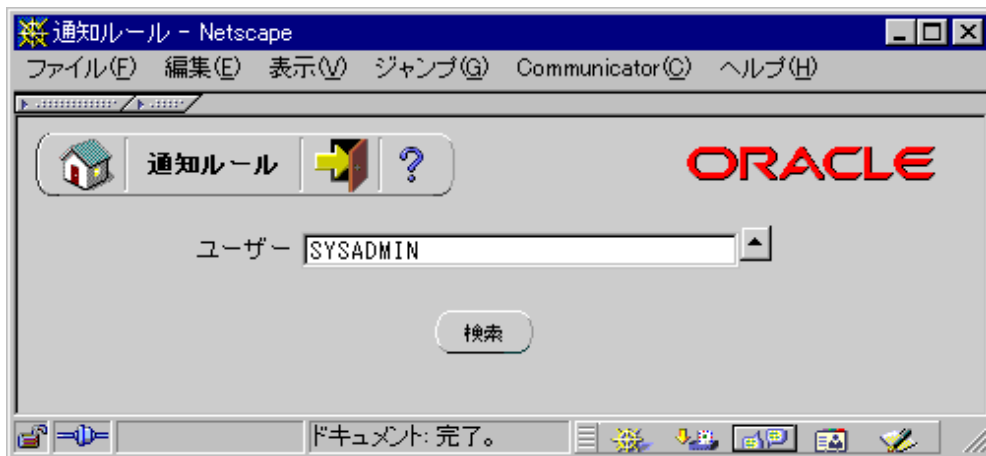 通知ルール - Netscape
ファイル(F) 編集(E) 表示(V) ジャンプ(G) Communicator(C) ヘルプ(H)
通知ルール ? ORACLE
ユーザー SYSADMIN
検索
ドキュメント: 完了。